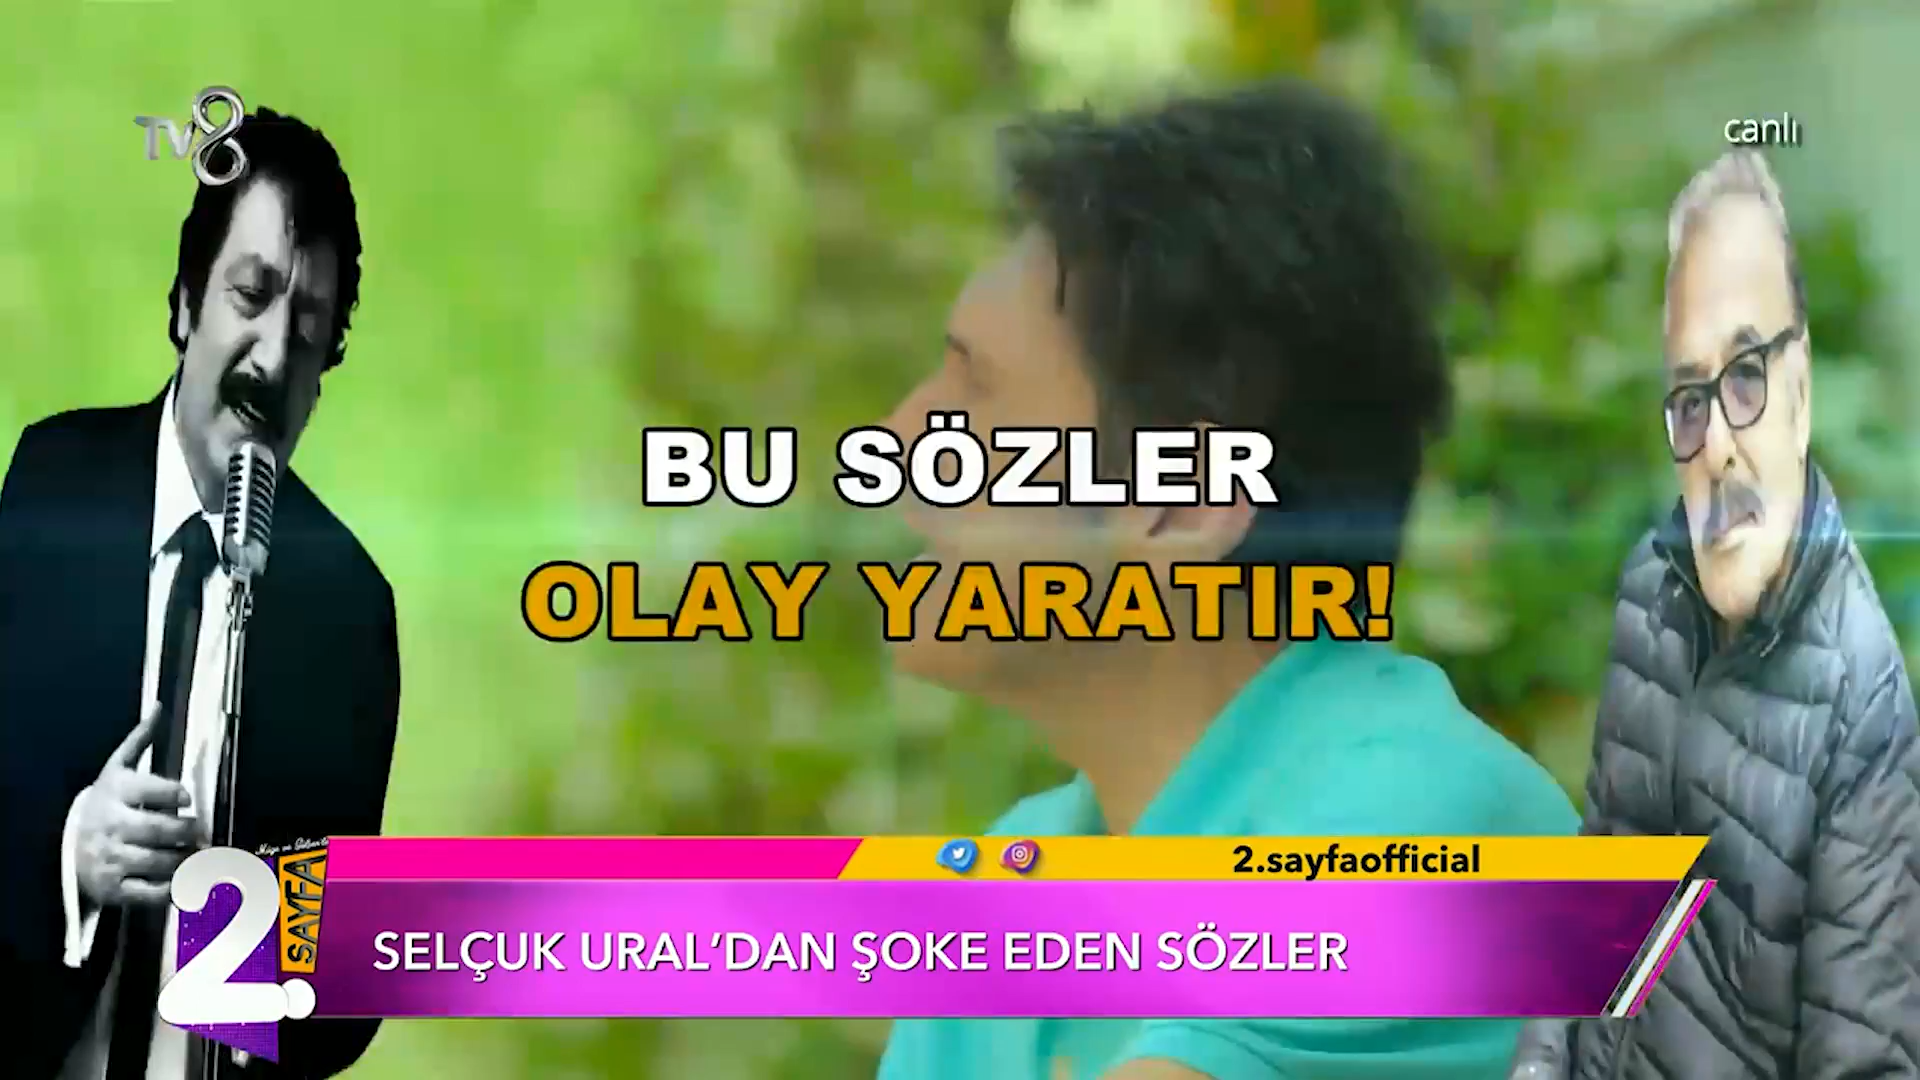 TV8
canlı
BU SÖZLER
OLAY YARATIR!
2.sayfaofficial
2. SAYFA
SELÇUK URAL'DAN ŞOKE EDEN SÖZLER